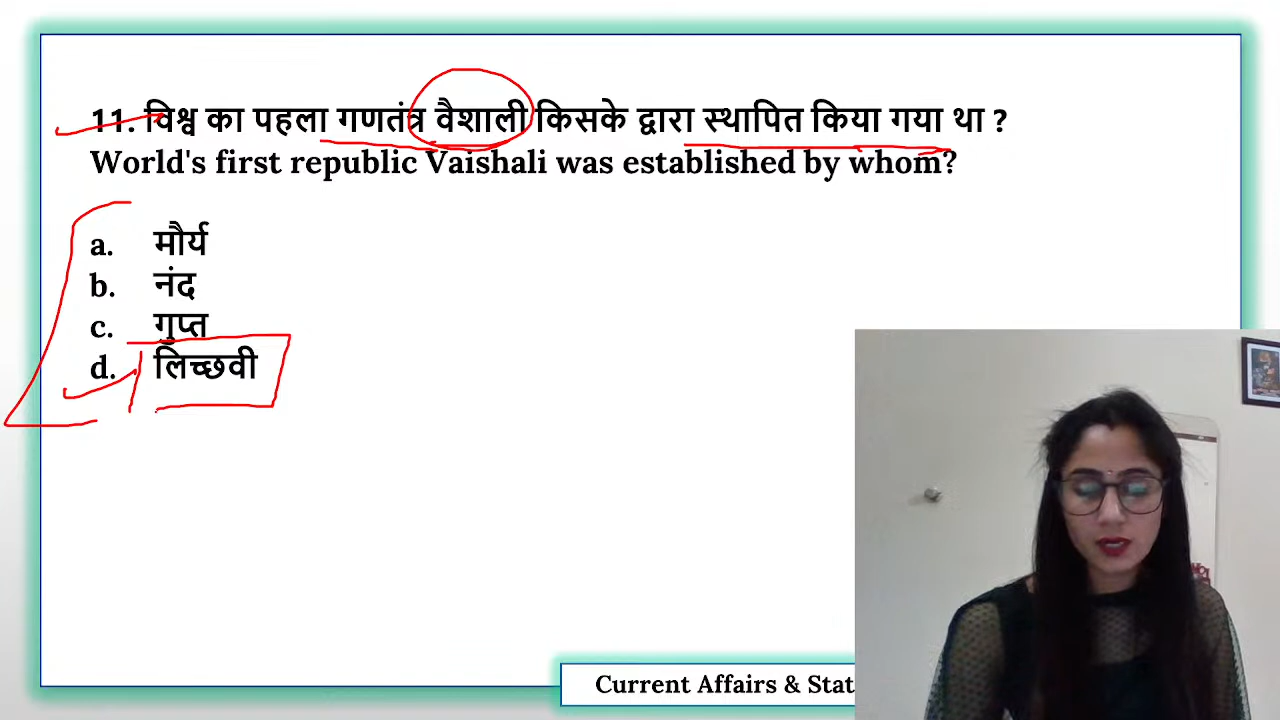 11. विश्व का पहला गणतंत्र वैशाली किसके द्वारा स्थापित किया गया था ?
World's first republic Vaishali was established by whom?
a. मौर्य
b. नंद
c. गुप्त
d. लिच्छवी
Current Affairs & Stat